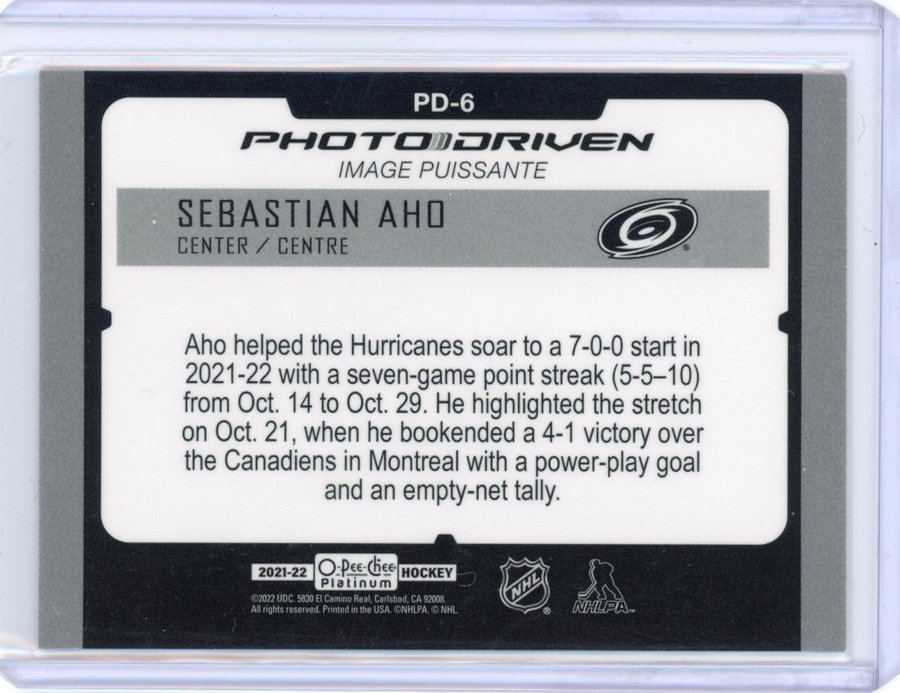 PD-6
PHOTO DRIVEN
IMAGE PUISSANTE
SEBASTIAN AHO
CENTER / CENTRE
®
Aho helped the Hurricanes soar to a 7-0-0 start in
2021-22 with a seven-game point streak (5-5–10)
from Oct. 14 to Oct. 29. He highlighted the stretch
on Oct. 21, when he bookended a 4-1 victory over
the Canadiens in Montreal with a power-play goal
and an empty-net tally.
2021-22 O-Pee-Chee Platinum HOCKEY
©2022 UDC. 5830 El Camino Real, Carlsbad, CA 92008.
All rights reserved. Printed in the USA. ©NHLPA. © NHL.
NHL ®
NHLPA